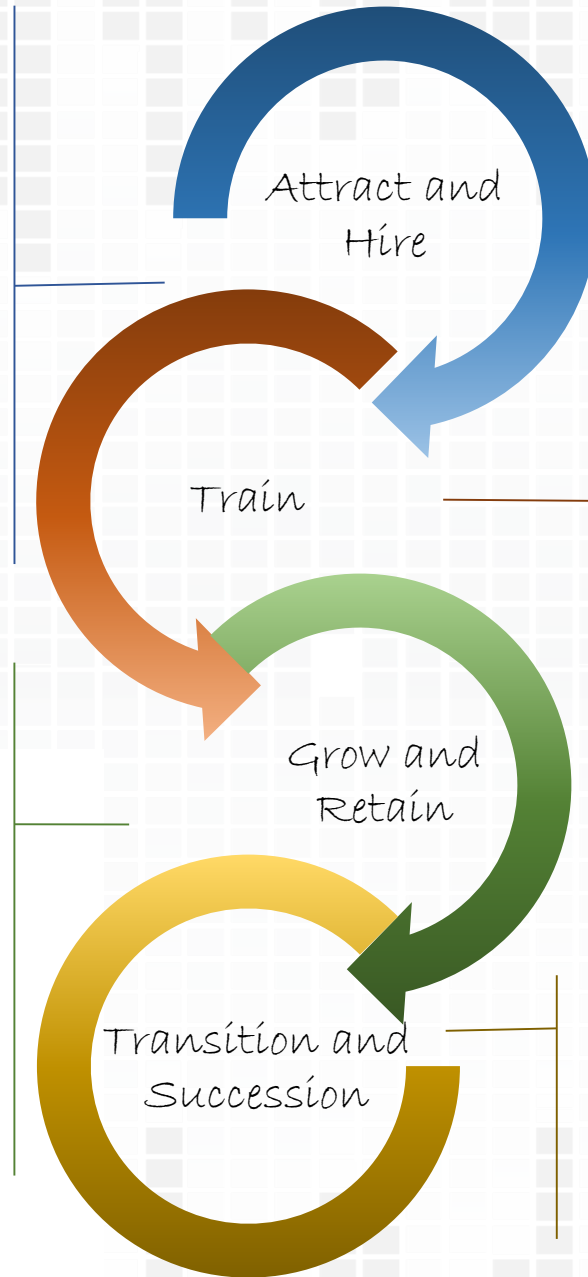 Attract and
Hire
Train
Grow and
Retain
Transition and
Succession